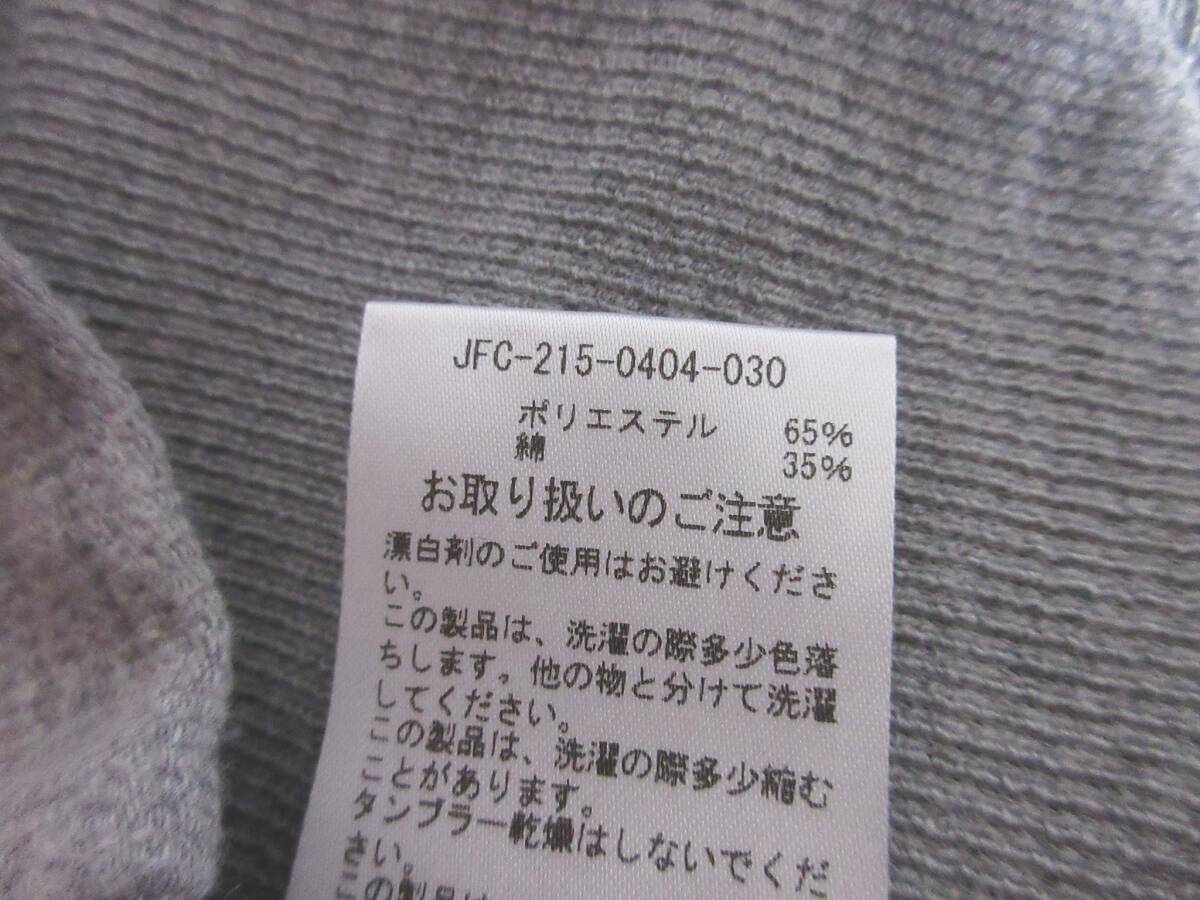 JFC-215-0404-030
ポリエステル 65%
綿 35%
お取り扱いのご注意
漂白剤のご使用はお避けくださ
い。
この製品は、洗濯の際多少色落
ちします。他の物と分けて洗濯
してください。
この製品は、洗濯の際多少縮む
ことがあります。
タンブラー乾燥はしないでくだ
さい。
この製品は